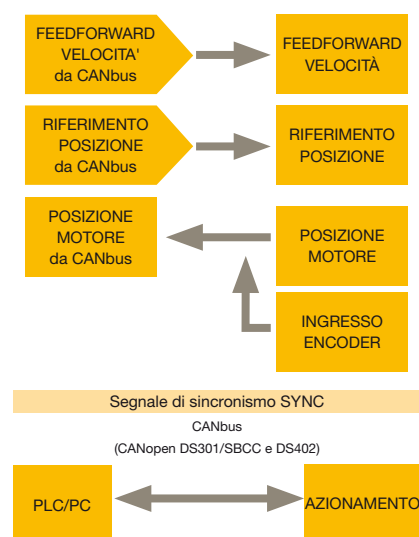 FEEDFORWARD
VELOCITA'
da CANbus
FEEDFORWARD
VELOCITÀ
RIFERIMENTO
POSIZIONE
da CANbus
RIFERIMENTO
POSIZIONE
POSIZIONE
MOTORE
da CANbus
POSIZIONE
MOTORE
INGRESSO
ENCODER
Segnale di sincronismo SYNC
CANbus
(CANopen DS301/SBCC e DS402)
PLC/PC
AZIONAMENTO